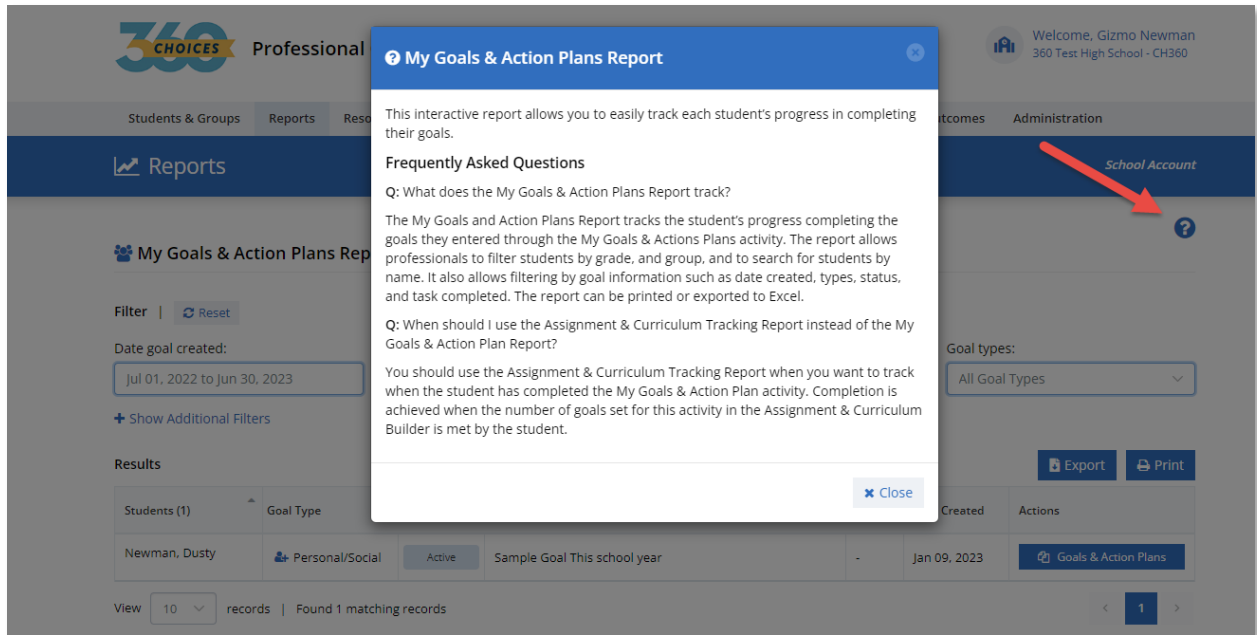 360
CHOICES
Professional
Welcome, Gizmo Newman
360 Test High School - CH360
Students & Groups
Reports
Administration
Reports
School Account
My Goals & Action Plans Report
This interactive report allows you to easily track each student's progress in completing
their goals.
Frequently Asked Questions
Q: What does the My Goals & Action Plans Report track?
The My Goals and Action Plans Report tracks the student's progress completing the
goals they entered through the My Goals & Actions Plans activity. The report allows
professionals to filter students by grade, and group, and to search for students by
name. It also allows filtering by goal information such as date created, types, status,
and task completed. The report can be printed or exported to Excel.
Q: When should I use the Assignment & Curriculum Tracking Report instead of the My
Goals & Action Plan Report?
You should use the Assignment & Curriculum Tracking Report when you want to track
when the student has completed the My Goals & Action Plan activity. Completion is
achieved when the number of goals set for this activity in the Assignment & Curriculum
Builder is met by the student.
Close
My Goals & Action Plans Rep
Filter | Reset
Date goal created:
Goal types:
Jul 01, 2022 to Jun 30, 2023
All Goal Types
Show Additional Filters
Results
Export
Print
Students (1)
Goal Type
Created
Actions
Newman, Dusty
Personal/Social
Active
Sample Goal This school year
-
Jan 09, 2023
Goals & Action Plans
View 10 records | Found 1 matching records
1